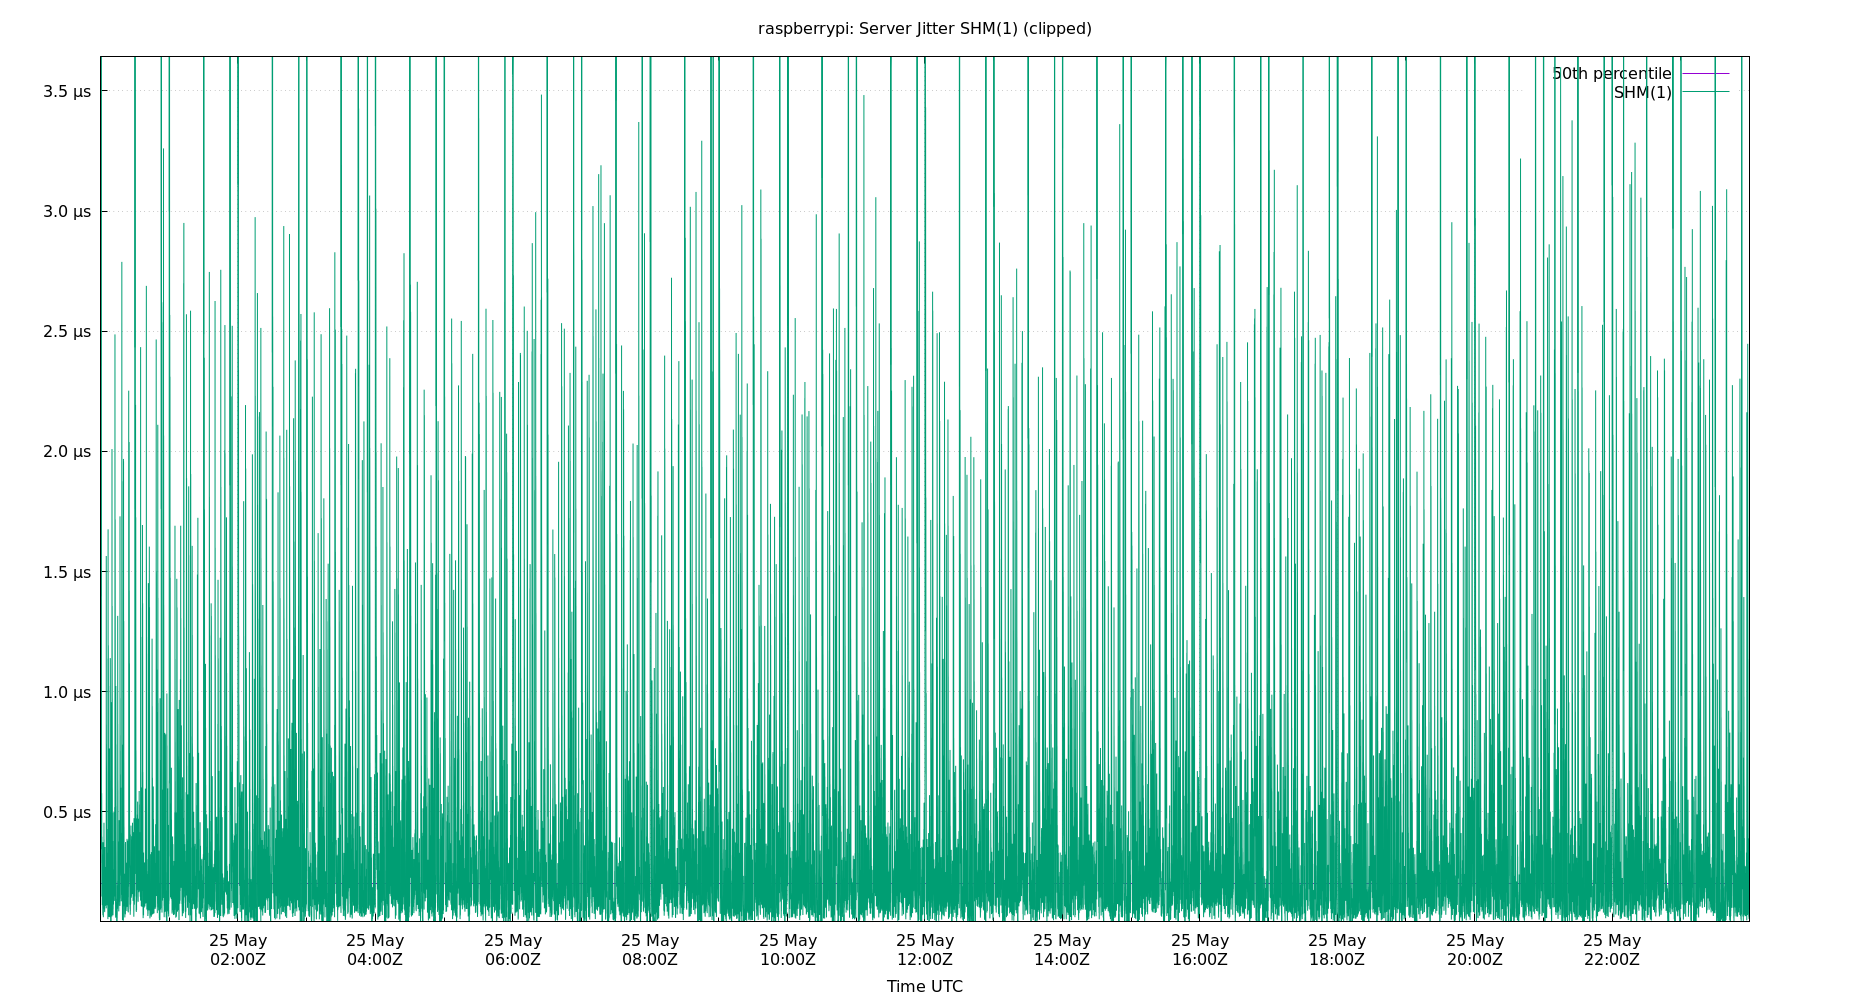 raspberrypi: Server Jitter SHM(1) (clipped)
50th percentile
SHM(1)
3.5 µs
3.0 µs
2.5 µs
2.0 µs
1.5 µs
1.0 µs
0.5 µs
25 May 25 May 25 May 25 May 25 May 25 May 25 May 25 May 25 May 25 May 25 May
02:00Z 04:00Z 06:00Z 08:00Z 10:00Z 12:00Z 14:00Z 16:00Z 18:00Z 20:00Z 22:00Z
Time UTC